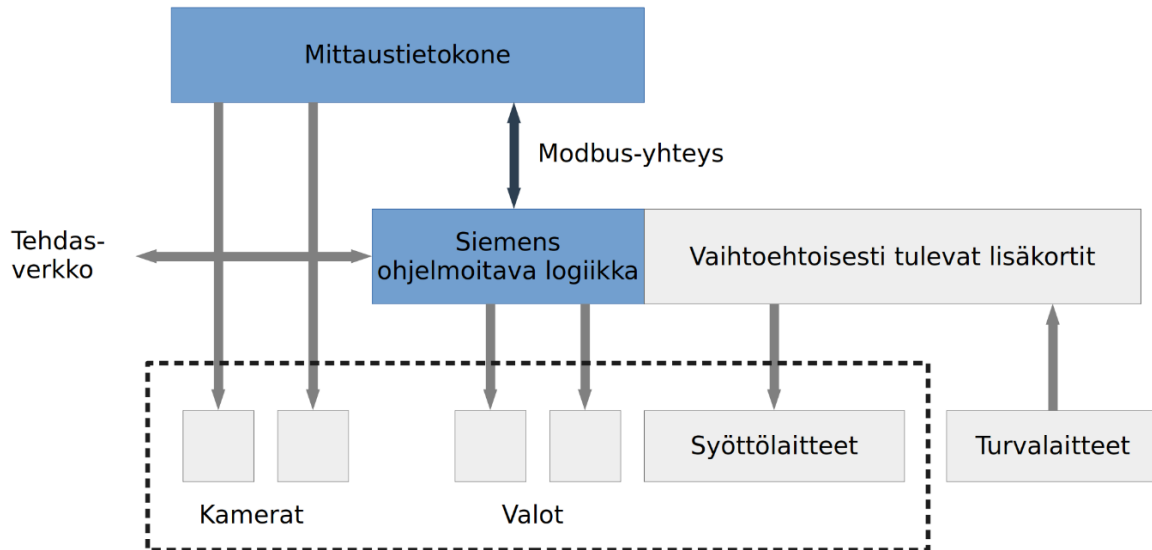 Mittaustietokone
Modbus-yhteys
Tehdas-
verkko
Siemens
ohjelmoitava logiikka
Vaihtoehtoisesti tulevat lisäkortit
Syöttölaitteet
Turvalaitteet
Kamerat
Valot